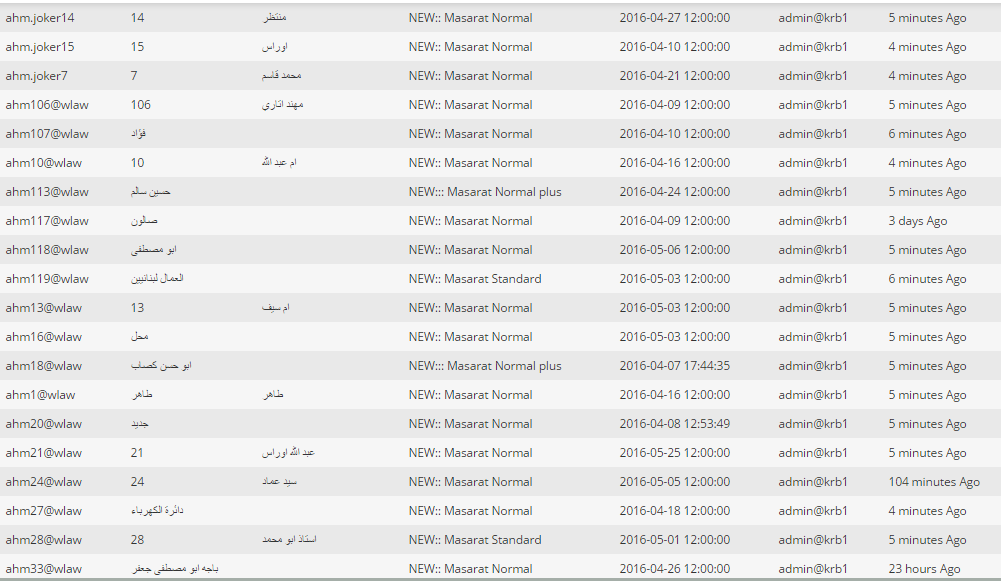 ahm.joker14 14 منتظر NEW:: Masarat Normal 2016-04-27 12:00:00 admin@krb1 5 minutes Ago
ahm.joker15 15 اوراس NEW:: Masarat Normal 2016-04-10 12:00:00 admin@krb1 4 minutes Ago
ahm.joker7 7 محمد قاسم NEW:: Masarat Normal 2016-04-21 12:00:00 admin@krb1 4 minutes Ago
ahm106@wlaw 106 مهند اثاري NEW:: Masarat Normal 2016-04-09 12:00:00 admin@krb1 5 minutes Ago
ahm107@wlaw فؤاد NEW:: Masarat Normal 2016-04-10 12:00:00 admin@krb1 6 minutes Ago
ahm10@wlaw 10 ام عبد الله NEW:: Masarat Normal 2016-04-16 12:00:00 admin@krb1 4 minutes Ago
ahm113@wlaw حسين سالم NEW::: Masarat Normal plus 2016-04-24 12:00:00 admin@krb1 5 minutes Ago
ahm117@wlaw صالون NEW:: Masarat Normal 2016-04-09 12:00:00 admin@krb1 3 days Ago
ahm118@wlaw ابو مصطفى NEW:: Masarat Normal 2016-05-06 12:00:00 admin@krb1 5 minutes Ago
ahm119@wlaw العمال لبنانيين NEW:: Masarat Standard 2016-05-03 12:00:00 admin@krb1 6 minutes Ago
ahm13@wlaw 13 ام سيف NEW:: Masarat Normal 2016-05-03 12:00:00 admin@krb1 5 minutes Ago
ahm16@wlaw محل NEW:: Masarat Normal 2016-05-03 12:00:00 admin@krb1 5 minutes Ago
ahm18@wlaw ابو حسن كصاب NEW::: Masarat Normal plus 2016-04-07 17:44:35 admin@krb1 5 minutes Ago
ahm1@wlaw طاهر طاهر NEW:: Masarat Normal 2016-04-16 12:00:00 admin@krb1 5 minutes Ago
ahm20@wlaw جديد NEW:: Masarat Normal 2016-04-08 12:53:49 admin@krb1 5 minutes Ago
ahm21@wlaw 21 عبد الله اوراس NEW:: Masarat Normal 2016-05-25 12:00:00 admin@krb1 5 minutes Ago
ahm24@wlaw 24 سيد عماد NEW:: Masarat Normal 2016-05-05 12:00:00 admin@krb1 104 minutes Ago
ahm27@wlaw دائرة الكهرباء NEW:: Masarat Normal 2016-04-18 12:00:00 admin@krb1 4 minutes Ago
ahm28@wlaw 28 استاذ ابو محمد NEW:: Masarat Standard 2016-05-01 12:00:00 admin@krb1 5 minutes Ago
ahm33@wlaw باجه ابو مصطفى جعفر NEW:: Masarat Normal 2016-04-26 12:00:00 admin@krb1 23 hours Ago